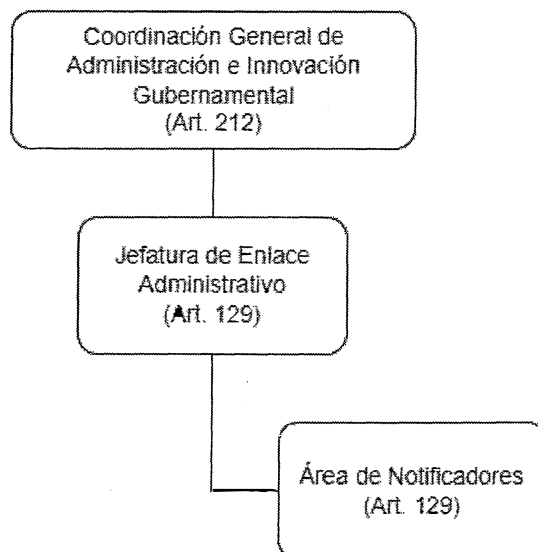 Coordinación General de
Administración e Innovación
Gubernamental
(Art. 212)
Jefatura de Enlace
Administrativo
(Art. 129)
Área de Notificadores
(Art. 129)